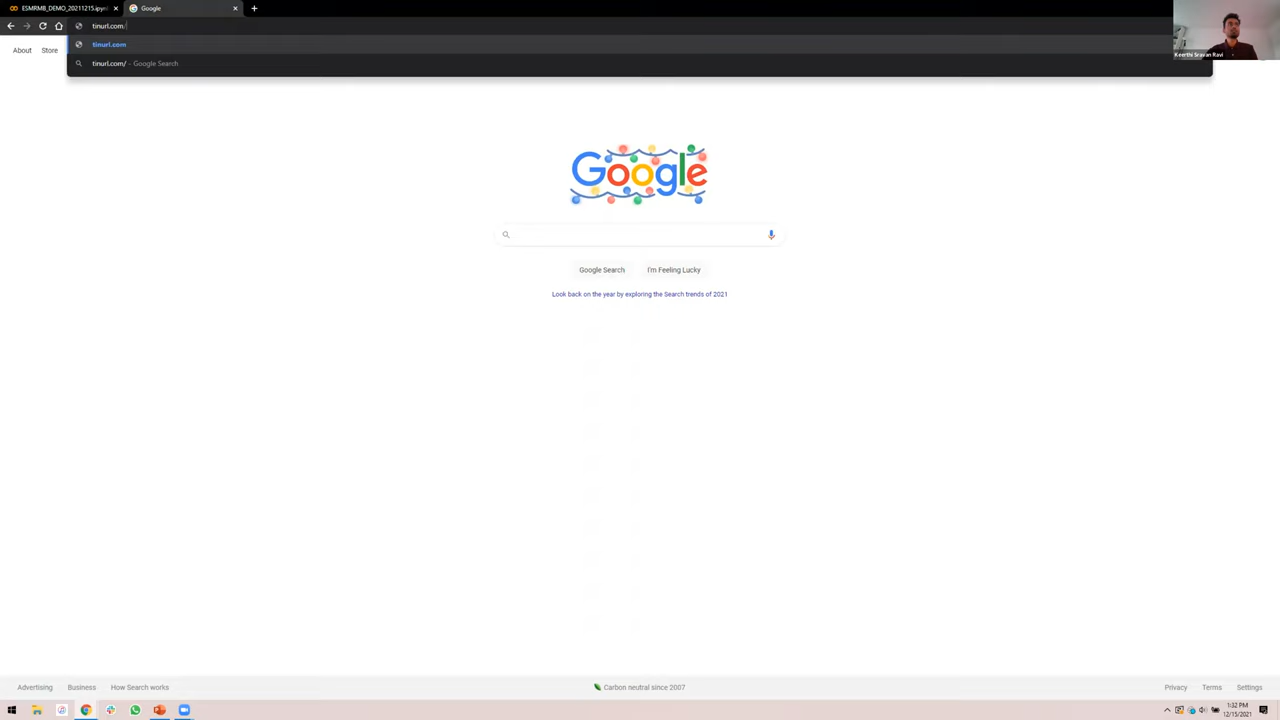 ESMRMB_DEMO_20211215.ipyn
Google
tinurl.com/
tinurl.com
tinurl.com/ - Google Search
About Store
Keerthi Sravan Ravi
Google
Google Search I'm Feeling Lucky
Look back on the year by exploring the Search trends of 2021
Advertising Business How Search works
Carbon neutral since 2007
Privacy Terms Settings
1:32 PM
12/15/2021